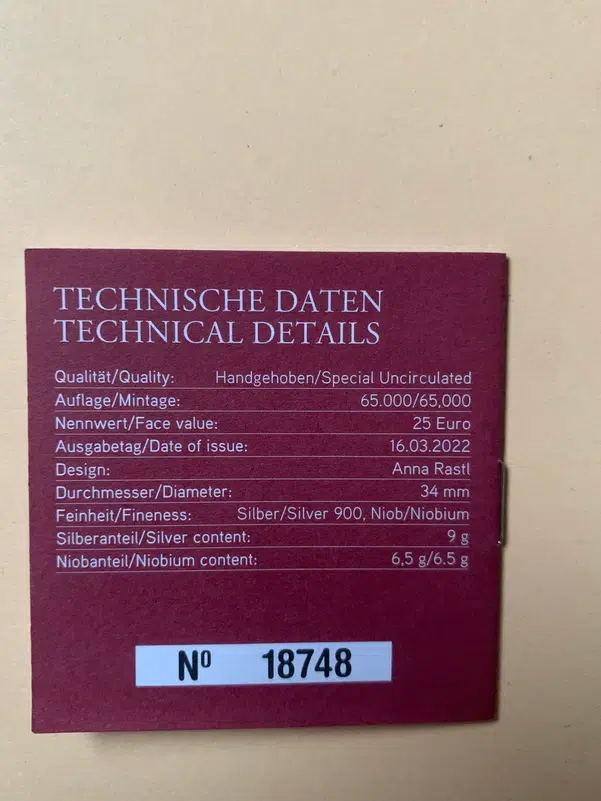 TECHNISCHE DATEN
TECHNICAL DETAILS
Qualität/Quality: Handgehoben/Special Uncirculated
Auflage/Mintage: 65.000/65,000
Nennwert/Face value: 25 Euro
Ausgabetag/Date of issue: 16.03.2022
Design: Anna Rastl
Durchmesser/Diameter: 34 mm
Feinheit/Fineness: Silber/Silver 900, Niob/Niobium
Silberanteil/Silver content: 9 g
Niobanteil/Niobium content: 6,5 g/6.5 g
Nº 18748